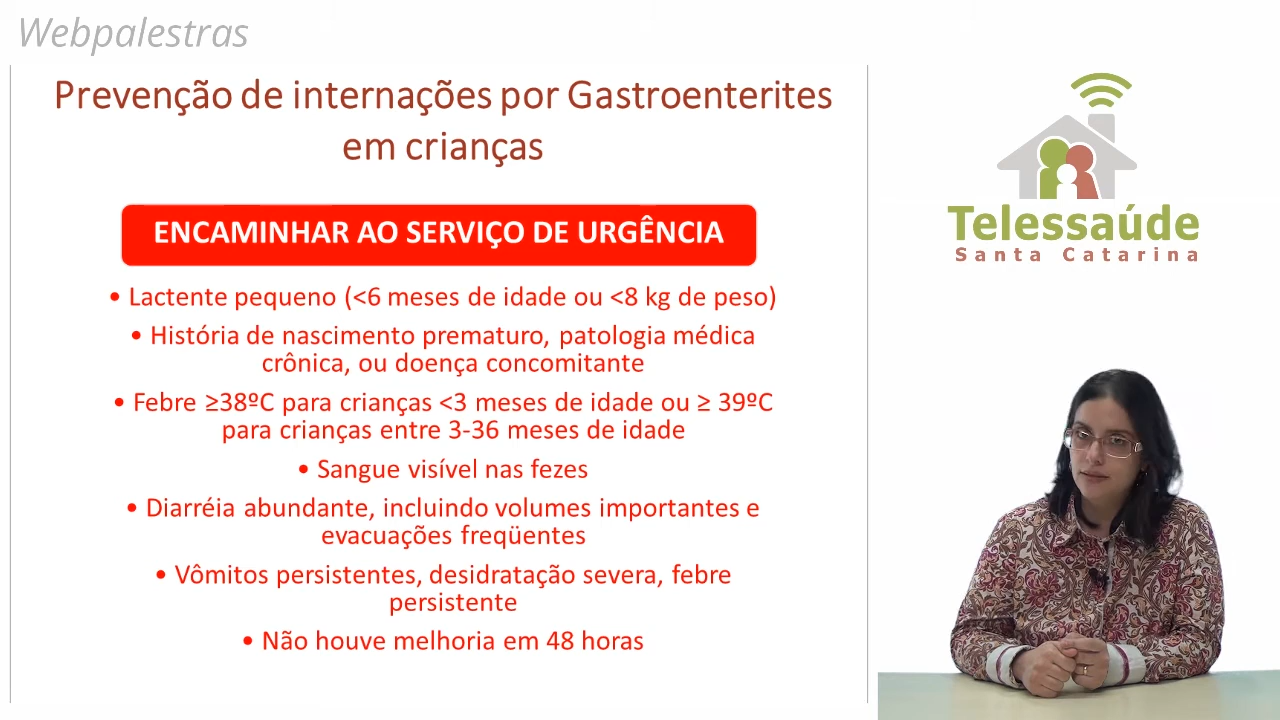 Webpalestras
Prevenção de internações por Gastroenterites
em crianças
ENCAMINHAR AO SERVIÇO DE URGÊNCIA
• Lactente pequeno (<6 meses de idade ou <8 kg de peso)
• História de nascimento prematuro, patologia médica
crônica, ou doença concomitante
• Febre ≥38ºC para crianças <3 meses de idade ou ≥ 39ºC
para crianças entre 3-36 meses de idade
• Sangue visível nas fezes
• Diarréia abundante, incluindo volumes importantes e
evacuações freqüentes
• Vômitos persistentes, desidratação severa, febre
persistente
• Não houve melhoria em 48 horas
Telessaúde
Santa Catarina